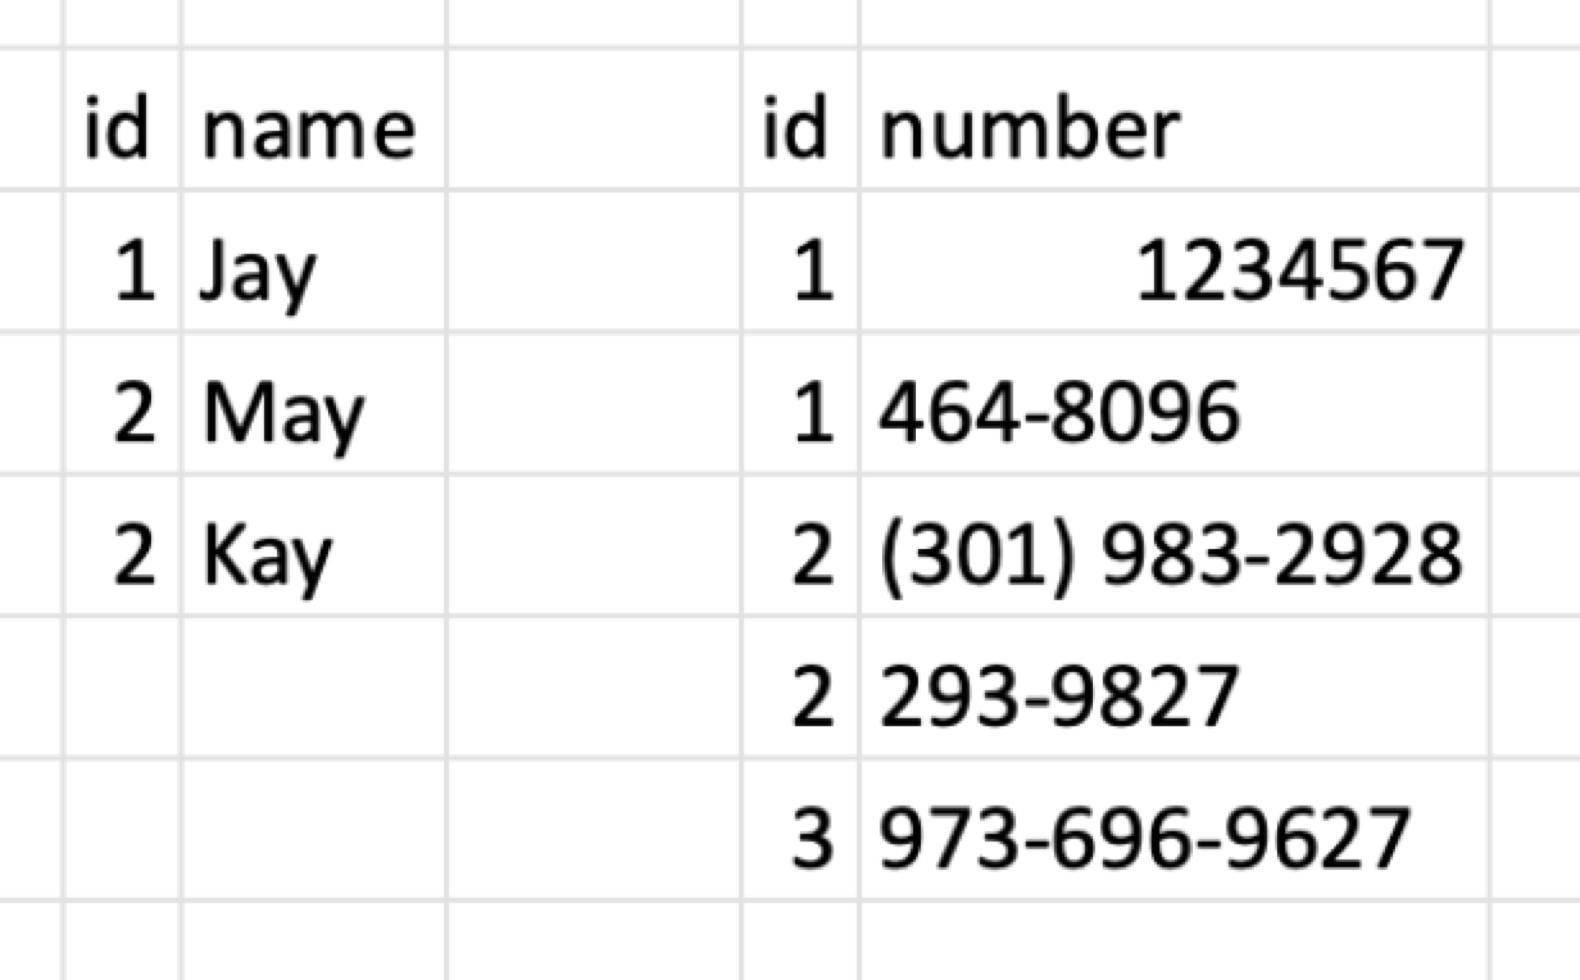 id name id number
1 Jay 1 1234567
2 May 1 464-8096
2 Kay 2 (301) 983-2928
2 293-9827
3 973-696-9627